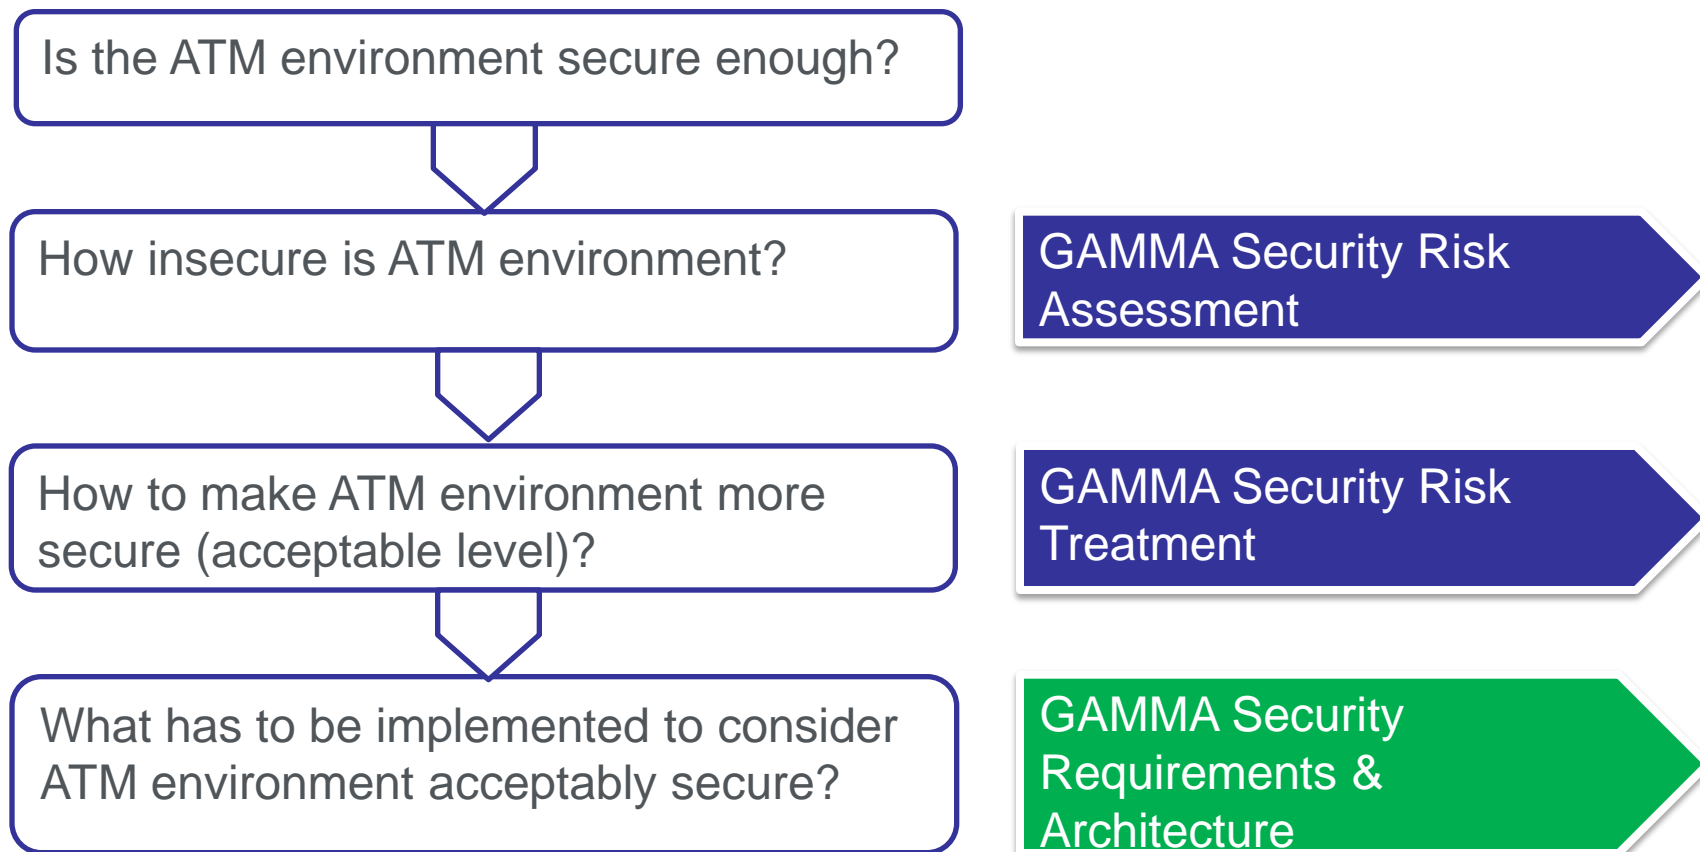 Is the ATM environment secure enough?
How insecure is ATM environment?
GAMMA Security Risk
Assessment
How to make ATM environment more
secure (acceptable level)?
GAMMA Security Risk
Treatment
What has to be implemented to consider
ATM environment acceptably secure?
GAMMA Security
Requirements &
Architecture